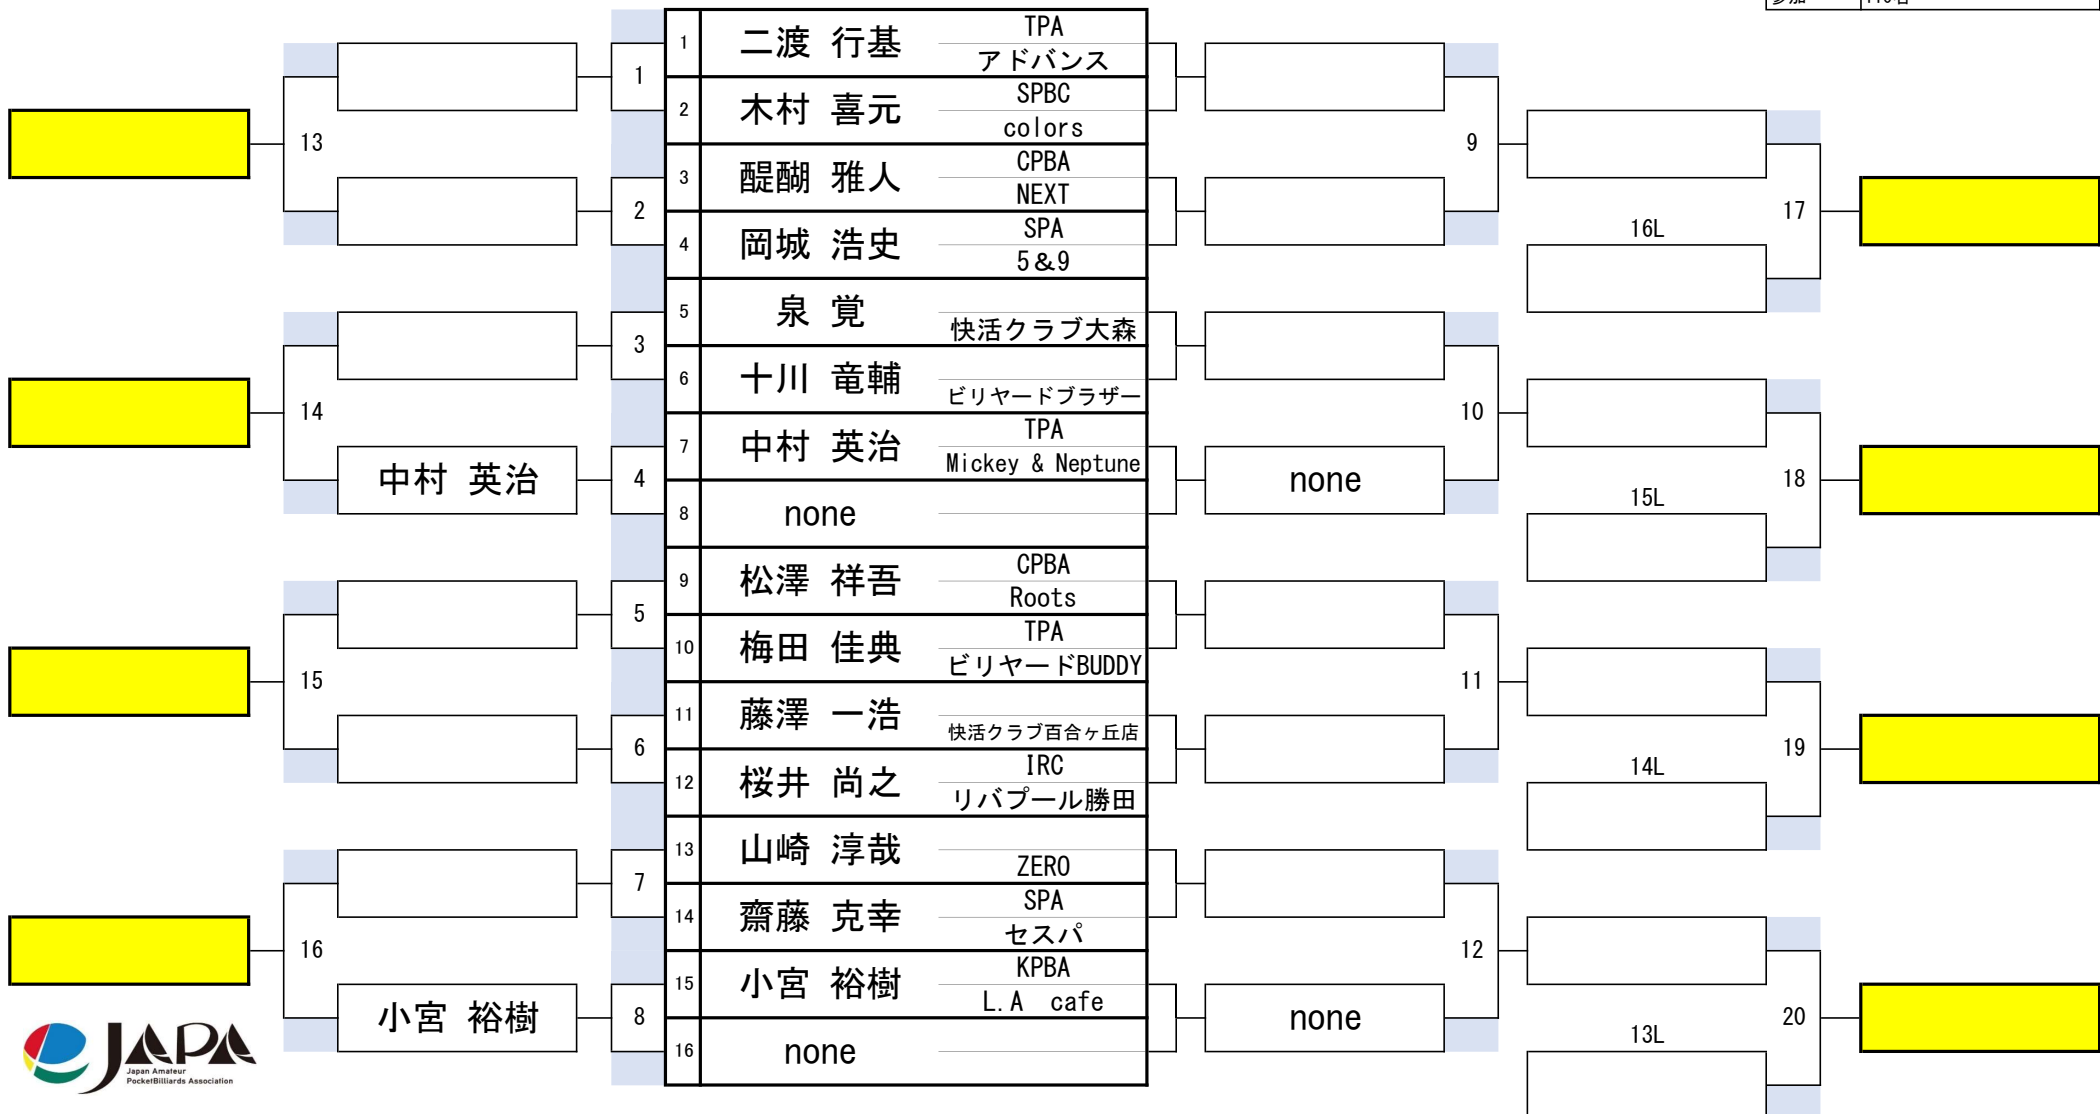 1 二渡 行基 TPA アドバンス
2 木村 喜元 SPBC colors
3 醍醐 雅人 CPBA NEXT
4 岡城 浩史 SPA 5&9
5 泉 覚 快活クラブ大森
6 十川 竜輔 ビリヤードブラザー
7 中村 英治 TPA Mickey & Neptune
8 none
9 松澤 祥吾 CPBA Roots
10 梅田 佳典 TPA ビリヤードBUDDY
11 藤澤 一浩 快活クラブ百合ヶ丘店
12 桜井 尚之 IRC リバプール勝田
13 山崎 淳哉 ZERO
14 齋藤 克幸 SPA セスパ
15 小宮 裕樹 KPBA L.A cafe
16 none
1
2
3
4
5
6
7
8
中村 英治
小宮 裕樹
13
14
15
16
none
none
9
10
11
12
16L
15L
14L
13L
17
18
19
20
JAPA
Japan Amateur
PocketBilliards Association